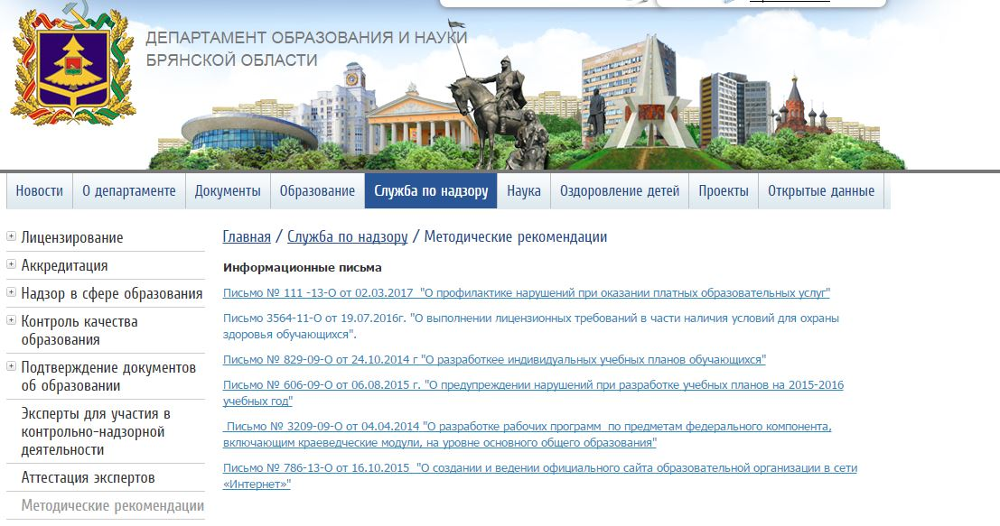 ДЕПАРТАМЕНТ ОБРАЗОВАНИЯ И НАУКИ
БРЯНСКОЙ ОБЛАСТИ
Новости О департаменте Документы Образование Служба по надзору Наука Оздоровление детей Проекты Открытые данные
Лицензирование
Аккредитация
Надзор в сфере образования
Контроль качества
образования
Подтверждение документов
об образовании
Эксперты для участия в
контрольно-надзорной
деятельности
Аттестация экспертов
Методические рекомендации
Главная / Служба по надзору / Методические рекомендации
Информационные письма
Письмо № 111 -13-О от 02.03.2017 "О профилактике нарушений при оказании платных образовательных услуг"
Письмо 3564-11-О от 19.07.2016г. "О выполнении лицензионных требований в части наличия условий для охраны
здоровья обучающихся".
Письмо № 829-09-О от 24.10.2014 г "О разработкее индивидуальных учебных планов обучающихся"
Письмо № 606-09-О от 06.08.2015 г. "О предупреждении нарушений при разработке учебных планов на 2015-2016
учебных год"
Письмо № 3209-09-О от 04.04.2014 "О разработке рабочих программ по предметам федерального компонента,
включающим краеведческие модули, на уровне основного общего образования"
Письмо № 786-13-О от 16.10.2015 "О создании и ведении официального сайта образовательной организации в сети
«Интернет»"